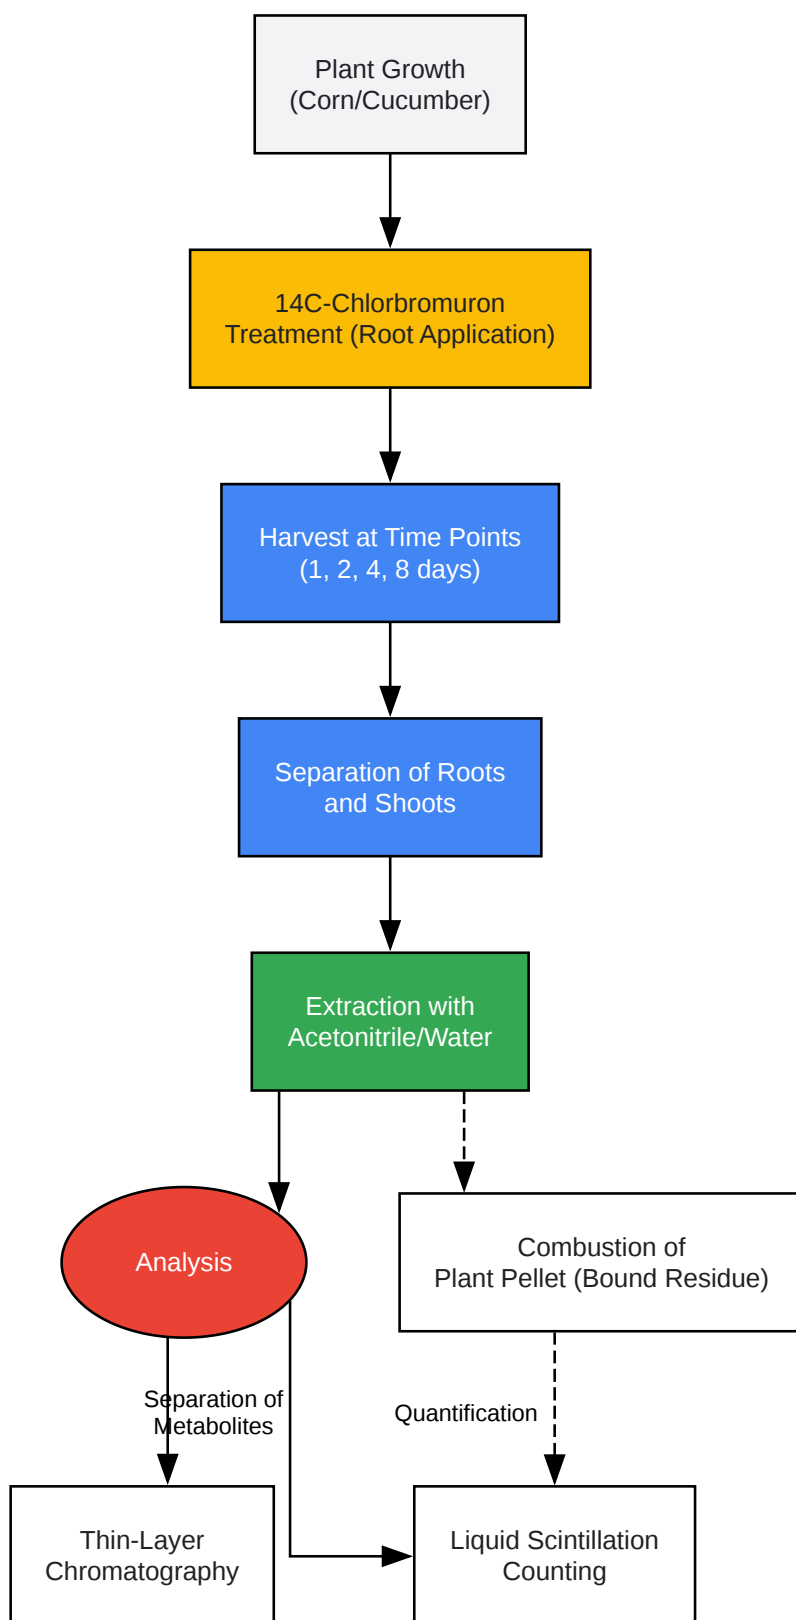 Plant Growth
(Corn/Cucumber)
14C-Chlorbromuron
Treatment (Root Application)
Harvest at Time Points
(1, 2, 4, 8 days)
Separation of Roots
and Shoots
Extraction with
Acetonitrile/Water
Analysis
Combustion of
Plant Pellet (Bound Residue)
Separation of
Metabolites
Quantification
Thin-Layer
Chromatography
Liquid Scintillation
Counting